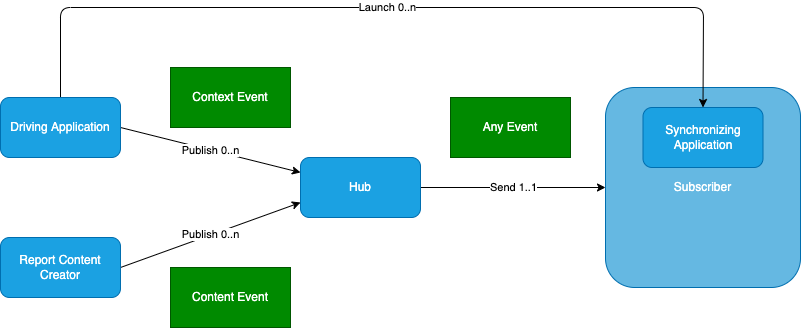 Launch 0..n
Context Event
Driving Application
Any Event
Synchronizing
Application
Publish 0..n
Hub
Send 1..1
Subscriber
Publish 0..n
Report Content
Creator
Content Event